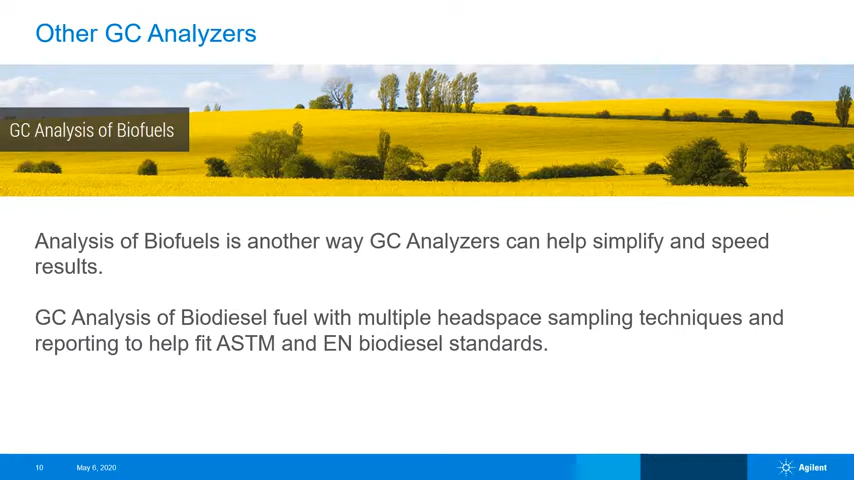 Other GC Analyzers
GC Analysis of Biofuels
Analysis of Biofuels is another way GC Analyzers can help simplify and speed
results.
GC Analysis of Biodiesel fuel with multiple headspace sampling techniques and
reporting to help fit ASTM and EN biodiesel standards.
10
May 6, 2020
Agilent